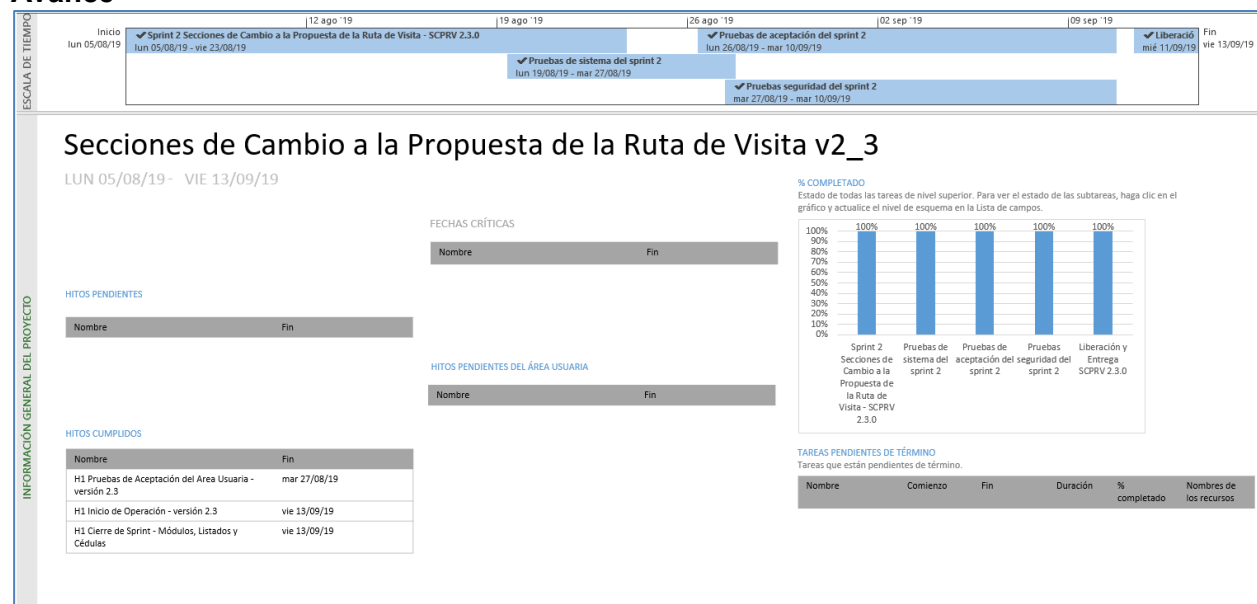 Avance
ESCALA DE TIEMPO
12 ago '19
19 ago '19
26 ago '19
02 sep '19
09 sep '19
Inicio
lun 05/08/19
Sprint 2 Secciones de Cambio a la Propuesta de la Ruta de Visita - SCPRV 2.3.0
lun 05/08/19 - vie 23/08/19
Pruebas de aceptación del sprint 2
lun 26/08/19 - mar 10/09/19
Liberació
mié 11/09/19
Fin
vie 13/09/19
Pruebas de sistema del sprint 2
lun 19/08/19 - mar 27/08/19
Pruebas seguridad del sprint 2
mar 27/08/19 - mar 10/09/19
INFORMACIÓN GENERAL DEL PROYECTO
Secciones de Cambio a la Propuesta de la Ruta de Visita v2_3
LUN 05/08/19 - VIE 13/09/19
FECHAS CRÍTICAS
Nombre Fin
HITOS PENDIENTES
Nombre Fin
HITOS PENDIENTES DEL ÁREA USUARIA
Nombre Fin
HITOS CUMPLIDOS
Nombre Fin
H1 Pruebas de Aceptación del Area Usuaria - mar 27/08/19
versión 2.3
H1 Inicio de Operación - versión 2.3 vie 13/09/19
H1 Cierre de Sprint - Módulos, Listados y vie 13/09/19
Cédulas
% COMPLETADO
Estado de todas las tareas de nivel superior. Para ver el estado de las subtareas, haga clic en el
gráfico y actualice el nivel de esquema en la Lista de campos.
100% 100% 100% 100% 100%
100%
90%
80%
70%
60%
50%
40%
30%
20%
10%
0%
Sprint 2
Secciones de
Cambio a la
Propuesta de
la Ruta de
Visita - SCPRV
2.3.0
Pruebas de
sistema del
sprint 2
Pruebas de
aceptación del
sprint 2
Pruebas
seguridad del
sprint 2
Liberación y
Entrega
SCPRV 2.3.0
TAREAS PENDIENTES DE TÉRMINO
Tareas que están pendientes de término.
Nombre Comienzo Fin Duración % Nombres de
completado los recursos